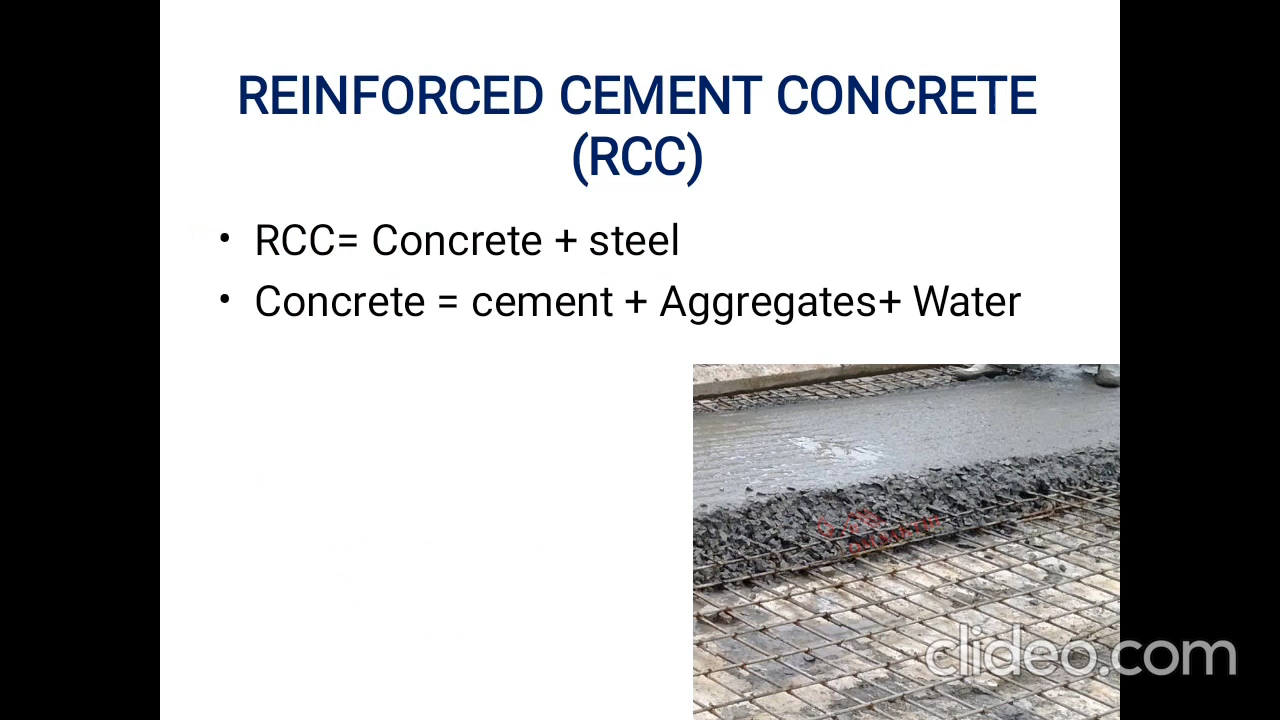 REINFORCED CEMENT CONCRETE
(RCC)
• RCC= Concrete + steel
• Concrete = cement + Aggregates+ Water
clideo.com